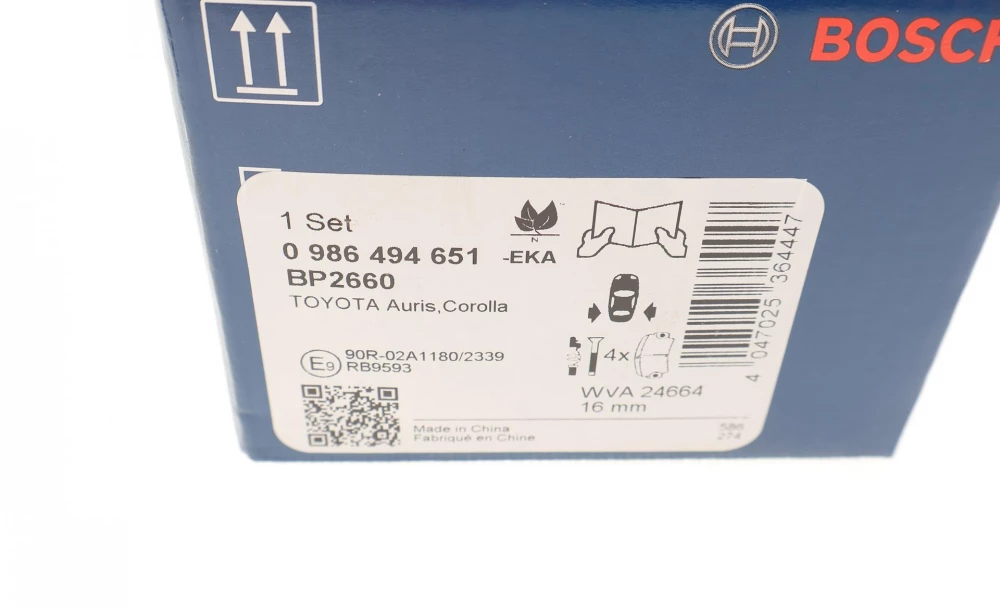 BOSCH
1 Set
0 986 494 651 -EKA
BP2660
TOYOTA Auris,Corolla
N
4x
E9 90R-02A1180/2339
RB9593
WVA 24664
16 mm
Made in China
Fabriqué en Chine
4 047025 364447